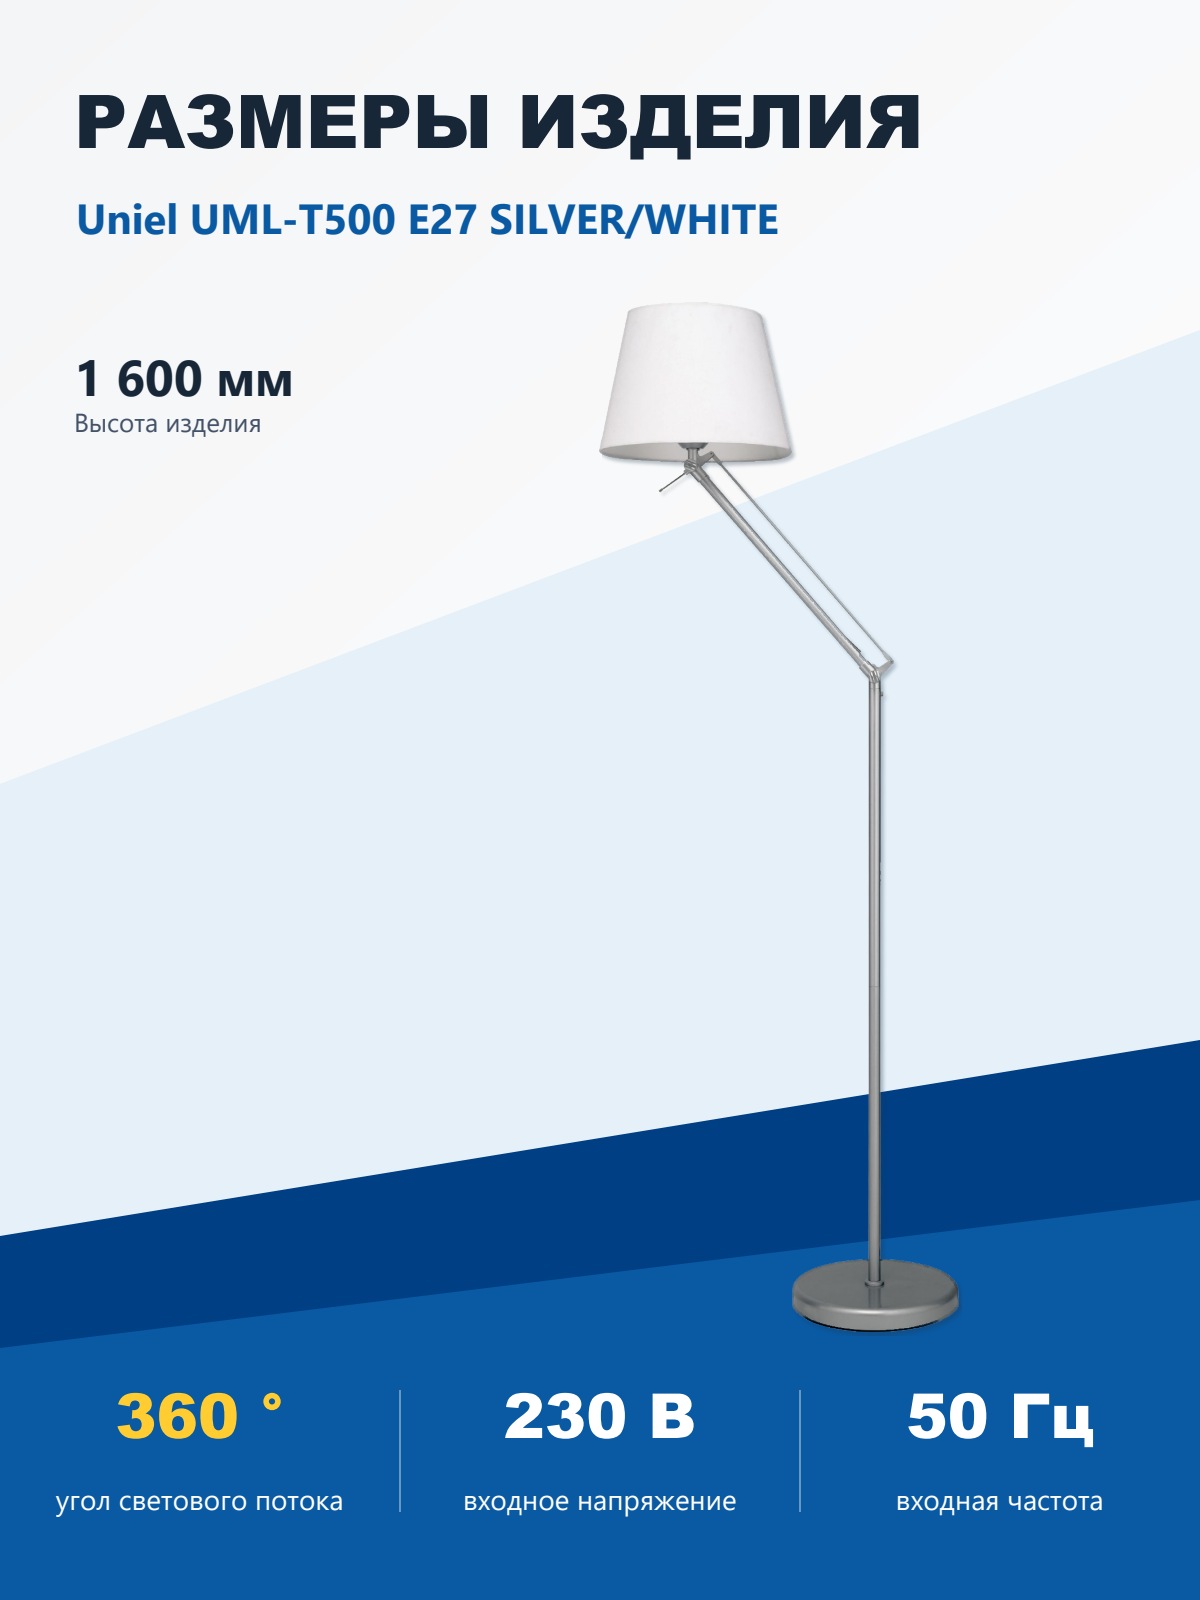 РАЗМЕРЫ ИЗДЕЛИЯ
Uniel UML-T500 E27 SILVER/WHITE
1 600 мм
Высота изделия
360 °
угол светового потока
230 В
входное напряжение
50 Гц
входная частота